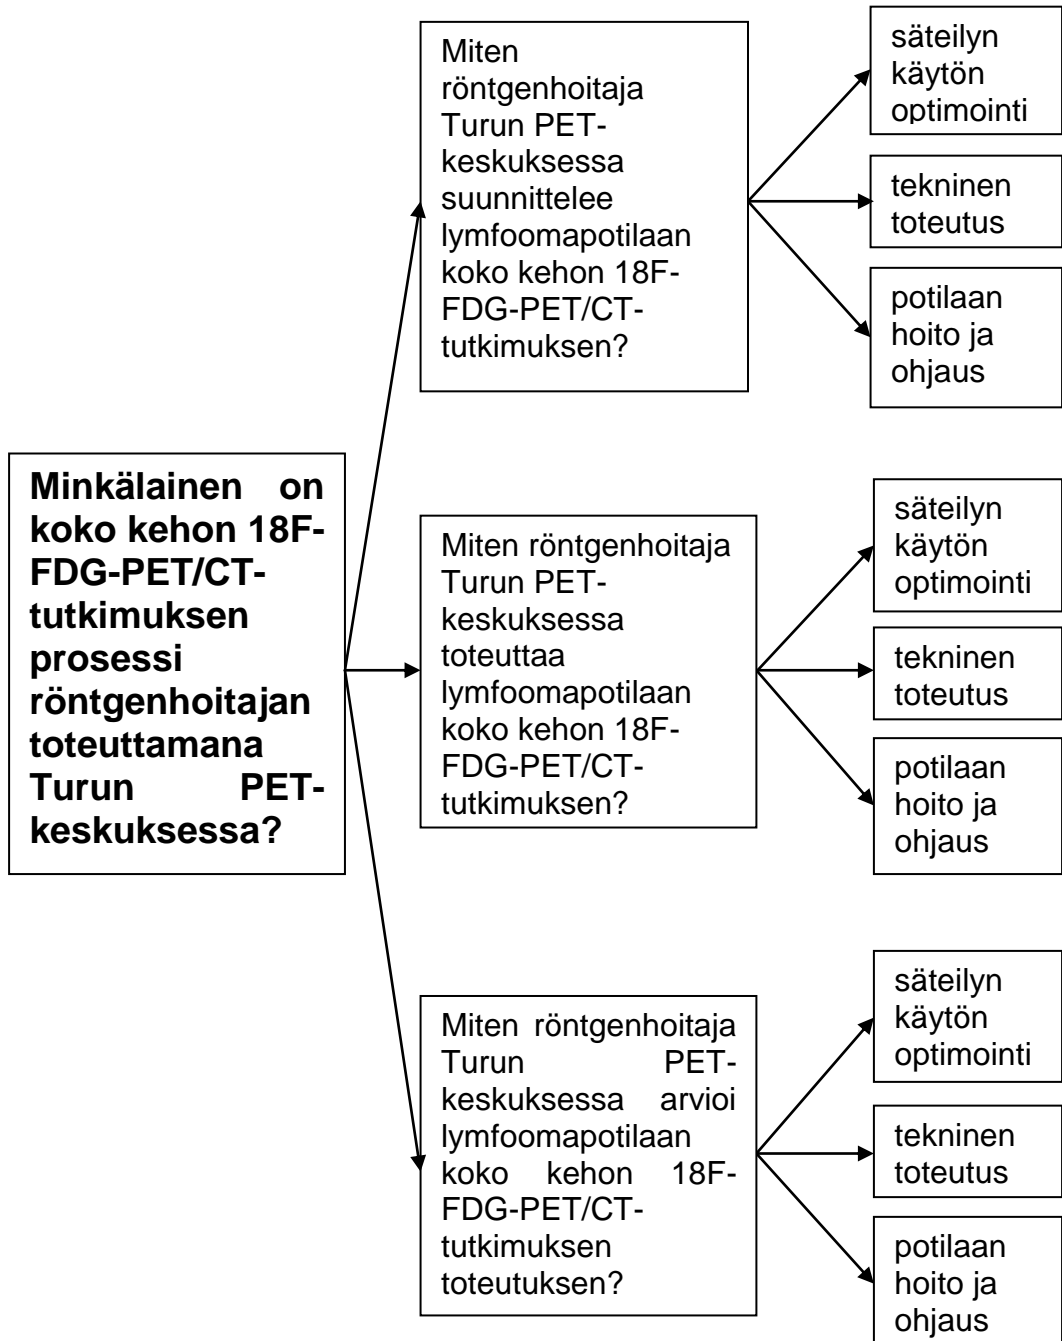 Minkälainen on
koko kehon 18F-
FDG-PET/CT-
tutkimuksen
prosessi
röntgenhoitajan
toteuttamana
Turun PET-
keskuksessa?
Miten
röntgenhoitaja
Turun PET-
keskuksessa
suunnittelee
lymfoomapotilaan
koko kehon 18F-
FDG-PET/CT-
tutkimuksen?
säteilyn
käytön
optimointi
tekninen
toteutus
potilaan
hoito ja
ohjaus
Miten röntgenhoitaja
Turun PET-
keskuksessa
toteuttaa
lymfoomapotilaan
koko kehon 18F-
FDG-PET/CT-
tutkimuksen?
säteilyn
käytön
optimointi
tekninen
toteutus
potilaan
hoito ja
ohjaus
Miten röntgenhoitaja
Turun PET-
keskuksessa arvioi
lymfoomapotilaan
koko kehon 18F-
FDG-PET/CT-
tutkimuksen
toteutuksen?
säteilyn
käytön
optimointi
tekninen
toteutus
potilaan
hoito ja
ohjaus